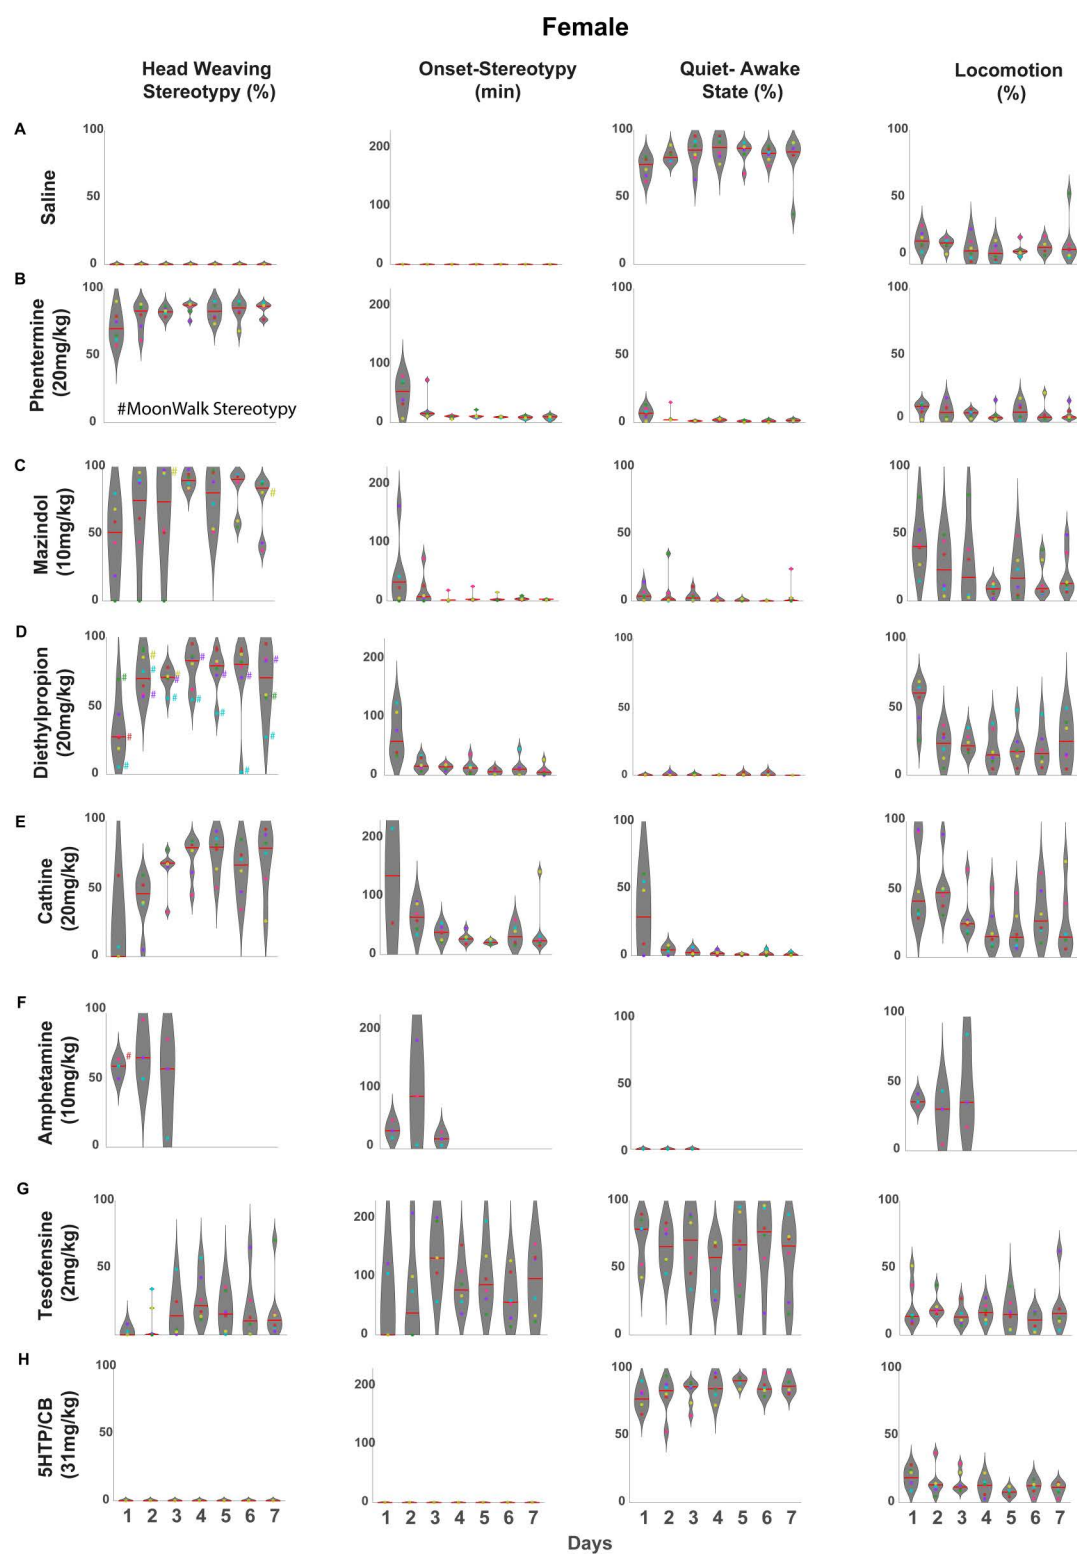 Female
Head Weaving
Stereotypy (%)
Onset-Stereotypy
(min)
Quiet- Awake
State (%)
Locomotion
(%)
A
Saline
100
50
0
200
100
0
100
50
0
100
50
0
B
Phentermine
(20mg/kg)
100
50
0
#MoonWalk Stereotypy
200
100
0
100
50
0
100
50
0
C
Mazindol
(10mg/kg)
100
50
0
#
#
200
100
0
100
50
0
100
50
0
D
Diethylpropion
(20mg/kg)
100
50
0
# # # # # # # # # # # # # # # # # #
200
100
0
100
50
0
100
50
0
E
Cathine
(20mg/kg)
100
50
0
200
100
0
100
50
0
100
50
0
F
Amphetamine
(10mg/kg)
100
50
0
#
200
100
0
100
50
0
100
50
0
G
Tesofensine
(2mg/kg)
100
50
0
200
100
0
100
50
0
100
50
0
H
5HTP/CB
(31mg/kg)
100
50
0
200
100
0
100
50
0
100
50
0
1 2 3 4 5 6 7
1 2 3 4 5 6 7
1 2 3 4 5 6 7
1 2 3 4 5 6 7
Days